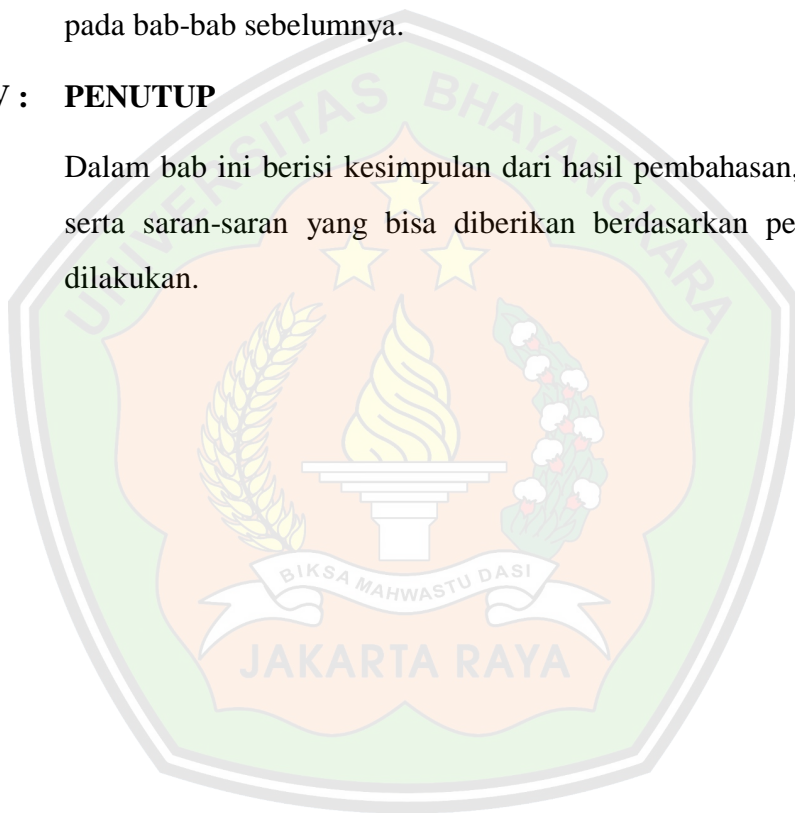 pada bab-bab sebelumnya.
V : PENUTUP
Dalam bab ini berisi kesimpulan dari hasil pembahasan,
serta saran-saran yang bisa diberikan berdasarkan pe
dilakukan.
UNIVERSITAS BHAYANGKARA
BIKSA MAHWASTU DASI
JAKARTA RAYA